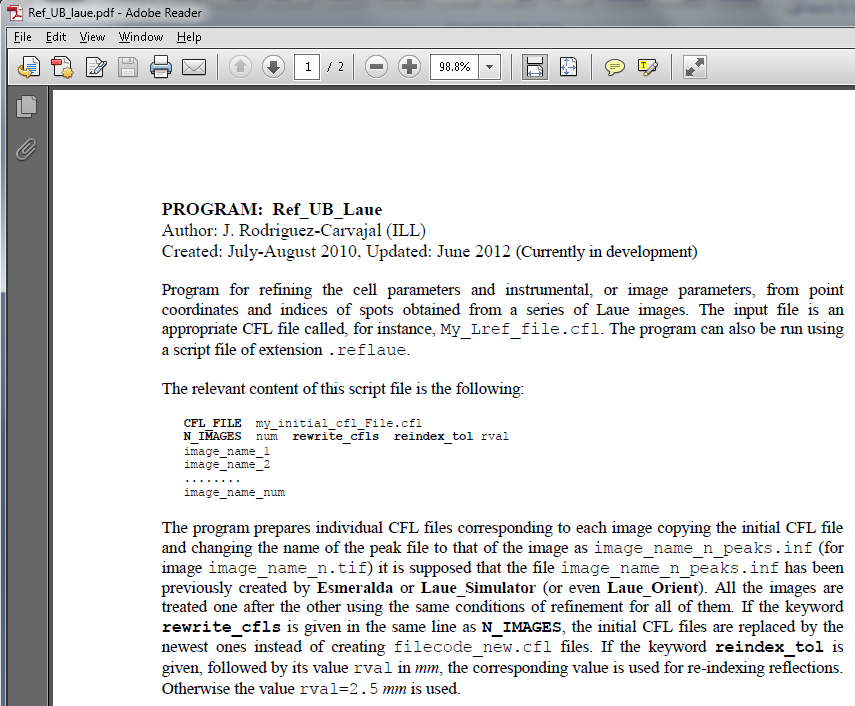 Ref_UB_laue.pdf - Adobe Reader
File Edit View Window Help
1 / 2 98.8%
PROGRAM: Ref_UB_Laue
Author: J. Rodriguez-Carvajal (ILL)
Created: July-August 2010, Updated: June 2012 (Currently in development)
Program for refining the cell parameters and instrumental, or image parameters, from point
coordinates and indices of spots obtained from a series of Laue images. The input file is an
appropriate CFL file called, for instance, My_Lref_file.cfl. The program can also be run using
a script file of extension .reflaue.
The relevant content of this script file is the following:
CFL_FILE my_initial_cfl_File.cfl
N_IMAGES num rewrite_cfls reindex_tol rval
image_name_1
image_name_2
........
image_name_num
The program prepares individual CFL files corresponding to each image copying the initial CFL file
and changing the name of the peak file to that of the image as image_name_n_peaks.inf (for
image image_name_n.tif) it is supposed that the file image_name_n_peaks.inf has been
previously created by Esmeralda or Laue_Simulator (or even Laue_Orient). All the images are
treated one after the other using the same conditions of refinement for all of them. If the keyword
rewrite_cfls is given in the same line as N_IMAGES, the initial CFL files are replaced by the
newest ones instead of creating filecode_new.cfl files. If the keyword reindex_tol is
given, followed by its value rval in mm, the corresponding value is used for re-indexing reflections.
Otherwise the value rval=2.5 mm is used.